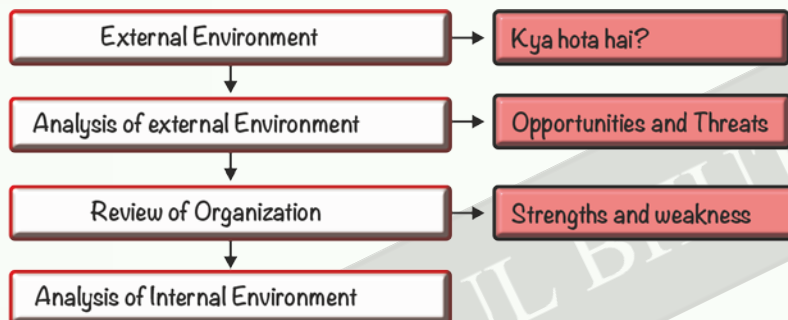 External Environment
Kya hota hai?
Analysis of external Environment
Opportunities and Threats
Review of Organization
Strengths and weakness
Analysis of Internal Environment